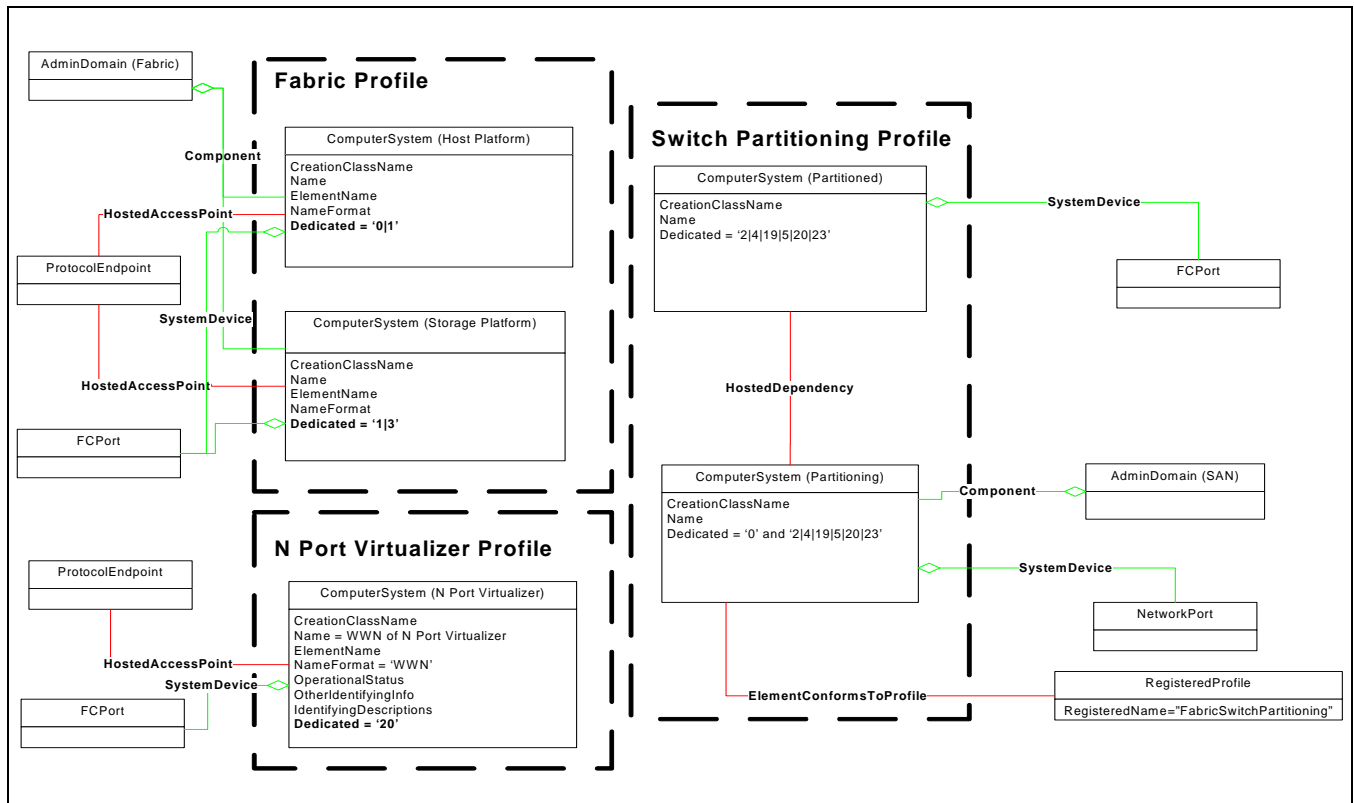 AdminDomain (Fabric)
Fabric Profile
ComputerSystem (Host Platform)
Component
CreationClassName
Name
ElementName
NameFormat
HostedAccessPoint
Dedicated = ‘0|1’
ProtocolEndpoint
SystemDevice
ComputerSystem (Storage Platform)
CreationClassName
Name
ElementName
NameFormat
HostedAccessPoint
Dedicated = ‘1|3’
FCPort
N Port Virtualizer Profile
ProtocolEndpoint
ComputerSystem (N Port Virtualizer)
CreationClassName
Name = WWN of N Port Virtualizer
ElementName
NameFormat = ‘WWN’
HostedAccessPoint
OperationalStatus
SystemDevice
OtherIdentifyingInfo
IdentifyingDescriptions
Dedicated = ‘20’
FCPort
Switch Partitioning Profile
ComputerSystem (Partitioned)
CreationClassName
Name
Dedicated = ‘2|4|19|5|20|23’
SystemDevice
FCPort
HostedDependency
ComputerSystem (Partitioning)
CreationClassName
Name
Dedicated = ‘0’ and ‘2|4|19|5|20|23’
Component
AdminDomain (SAN)
SystemDevice
NetworkPort
ElementConformsToProfile
RegisteredProfile
RegisteredName=”FabricSwitchPartitioning”